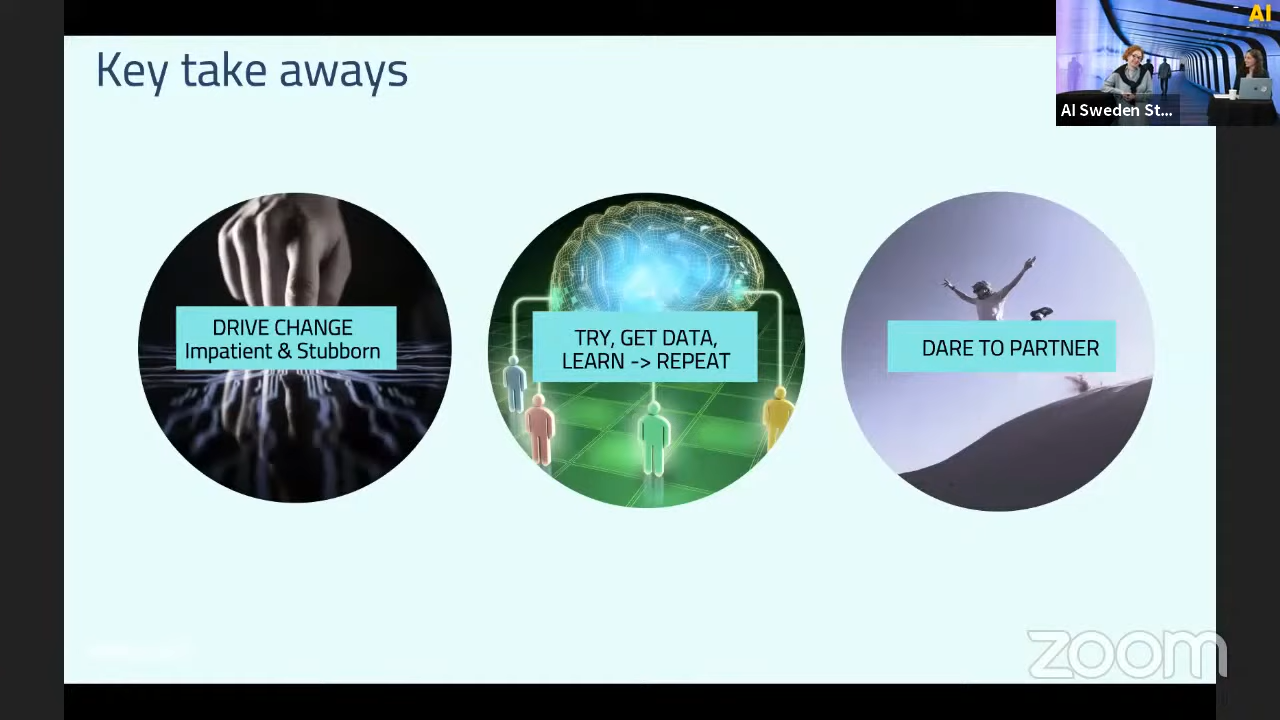 Key take aways
AI
AI Sweden St...
DRIVE CHANGE
Impatient & Stubborn
TRY, GET DATA,
LEARN -> REPEAT
DARE TO PARTNER
zoom